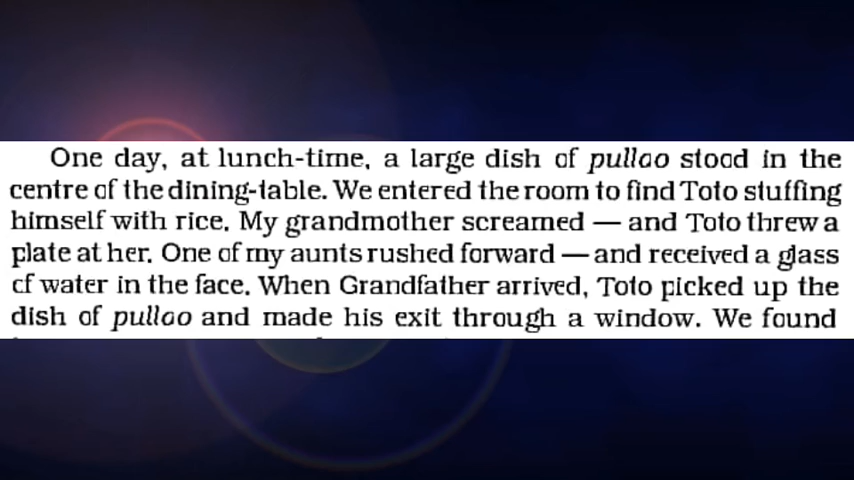 One day, at lunch-time, a large dish of pullao stood in the
centre of the dining-table. We entered the room to find Toto stuffing
himself with rice. My grandmother screamed — and Toto threw a
plate at her. One of my aunts rushed forward — and received a glass
of water in the face. When Grandfather arrived, Toto picked up the
dish of pullao and made his exit through a window. We found